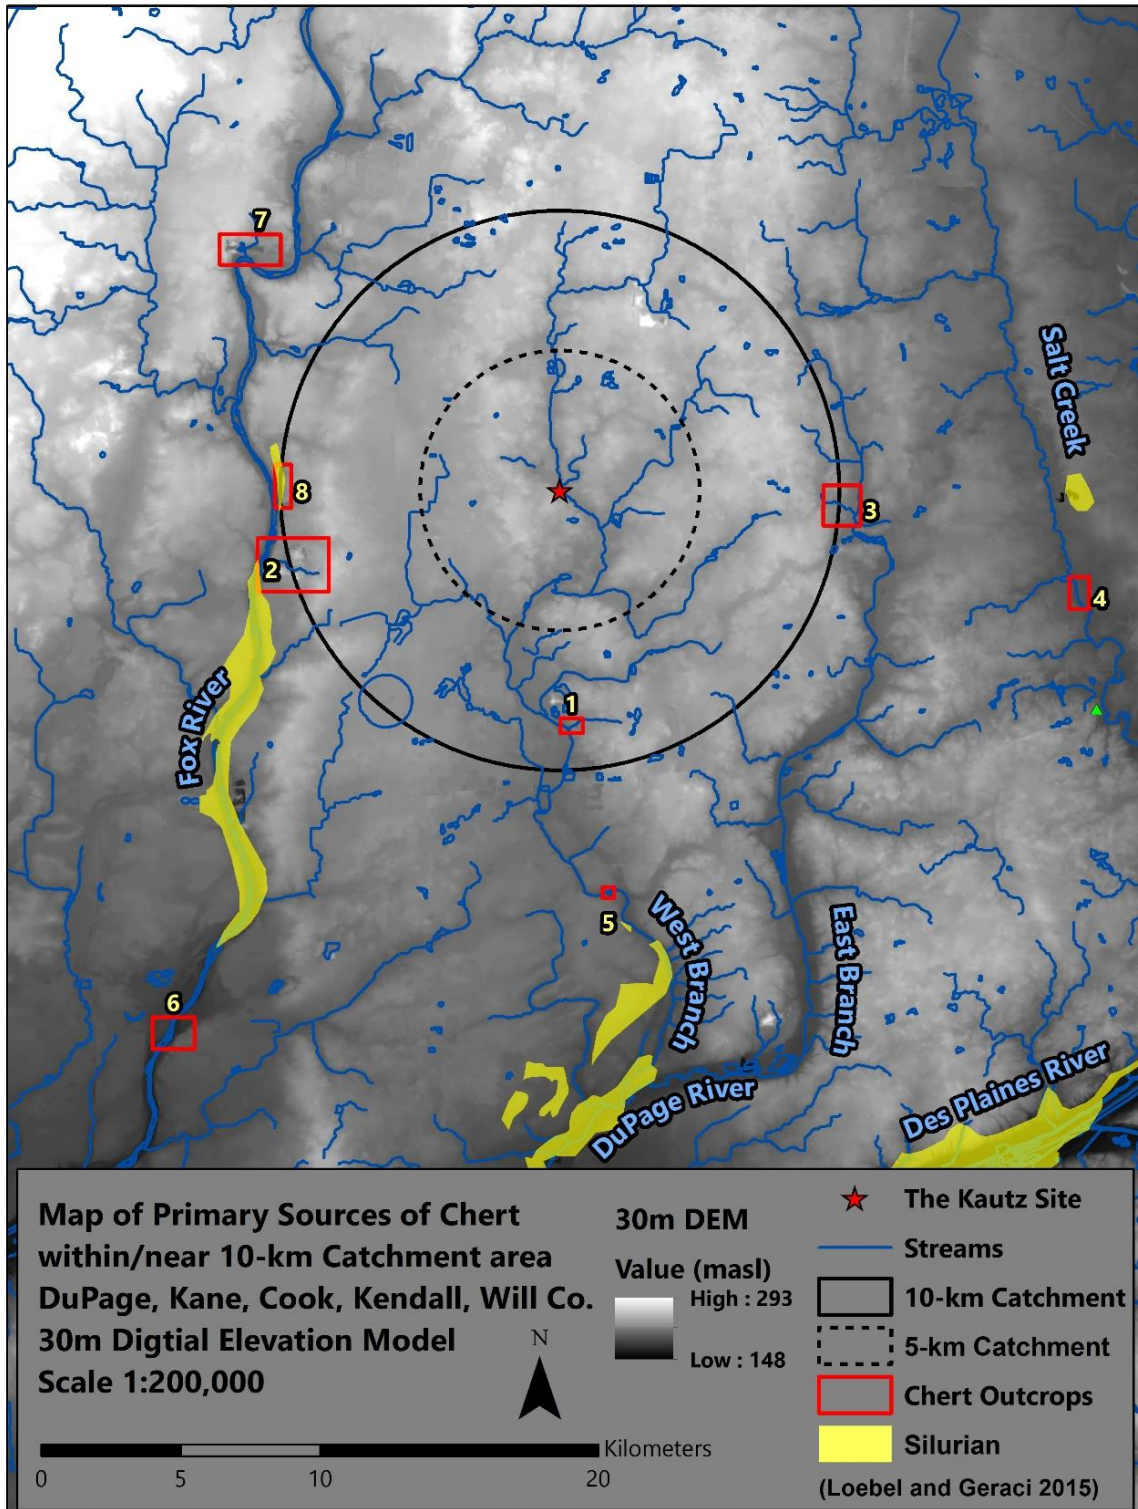 7
Salt Creek
8
3
2
4
Fox River
1
5
West Branch
East Branch
6
DuPage River
Des Plaines River
Map of Primary Sources of Chert
within/near 10-km Catchment area
DuPage, Kane, Cook, Kendall, Will Co.
30m Digtial Elevation Model
Scale 1:200,000
N
Kilometers
0 5 10 20
30m DEM
Value (masl)
High : 293
Low : 148
The Kautz Site
Streams
10-km Catchment
5-km Catchment
Chert Outcrops
Silurian
(Loebel and Geraci 2015)